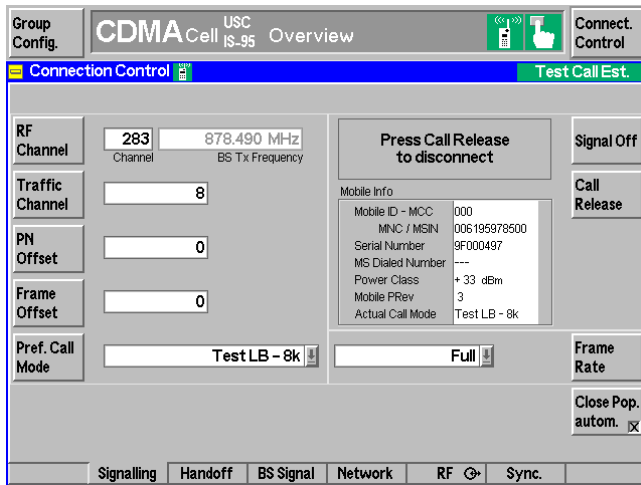 Group Config.
CDMA Cell USC IS-95 Overview
Connect. Control
Connection Control
Test Call Est.
RF Channel
283
878.490 MHz
Channel
BS Tx Frequency
Press Call Release
to disconnect
Signal Off
Traffic Channel
8
Mobile Info
Call Release
Mobile ID - MCC 000
MNC / MSIN 006195978500
Serial Number 9F000497
MS Dialed Number ---
Power Class + 33 dBm
Mobile PRev 3
Actual Call Mode Test LB - 8k
PN Offset
0
Frame Offset
0
Pref. Call Mode
Test LB - 8k
Full
Frame Rate
Close Pop. autom.
Signalling Handoff BS Signal Network RF Sync.